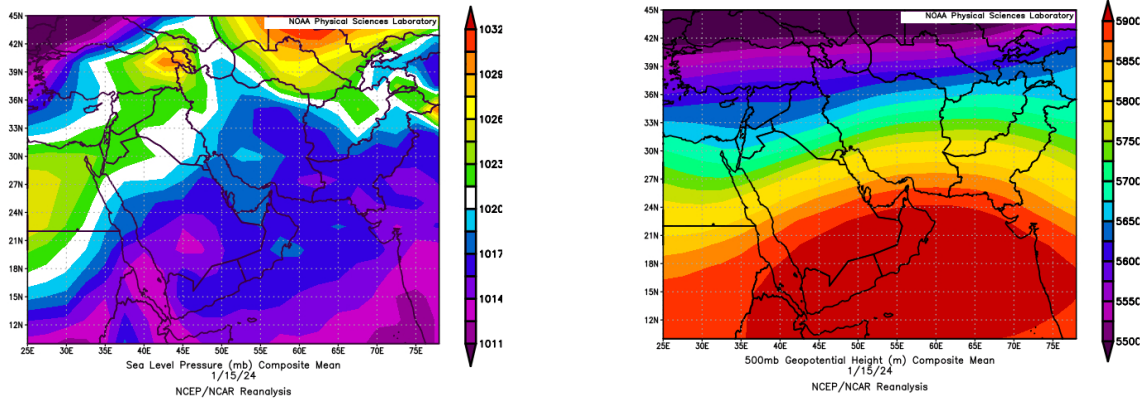 NOAA Physical Sciences Laboratory
45N
42N
39N
36N
33N
30N
27N
24N
21N
18N
15N
12N
25E 30E 35E 40E 45E 50E 55E 60E 65E 70E 75E
1032
1029
1026
1023
1020
1017
1014
1011
Sea Level Pressure (mb) Composite Mean
1/15/24
NCEP/NCAR Reanalysis
NOAA Physical Sciences Laboratory
45N
42N
39N
36N
33N
30N
27N
24N
21N
18N
15N
12N
25E 30E 35E 40E 45E 50E 55E 60E 65E 70E 75E
5900
5850
5800
5750
5700
5650
5600
5550
5500
500mb Geopotential Height (m) Composite Mean
1/15/24
NCEP/NCAR Reanalysis